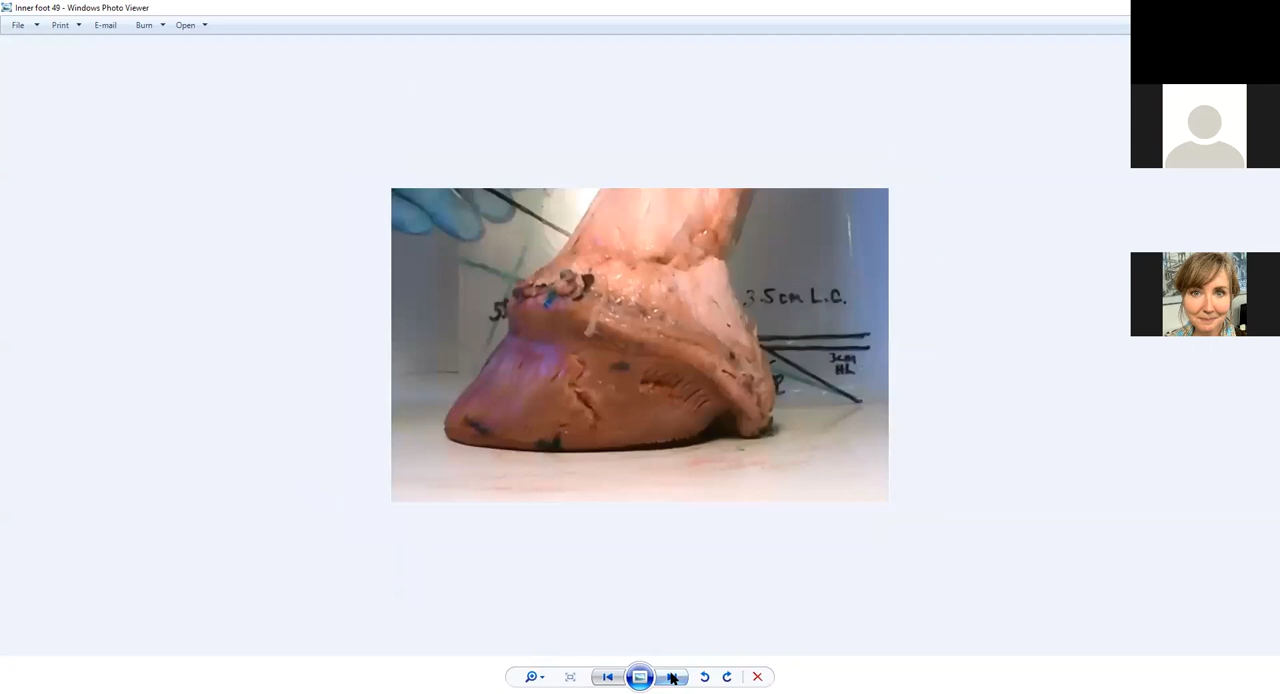 Inner foot 49 - Windows Photo Viewer
File Print E-mail Burn Open
3.5cm L.C.
3cm
HL